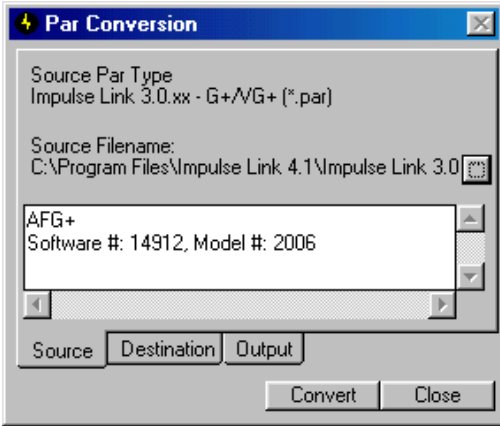 Par Conversion
Source Par Type
Impulse Link 3.0.xx - G+/VG+ (*.par)
Source Filename:
C:\Program Files\Impulse Link 4.1\Impulse Link 3.0
AFG+
Software #: 14912, Model #: 2006
Source Destination Output
Convert Close